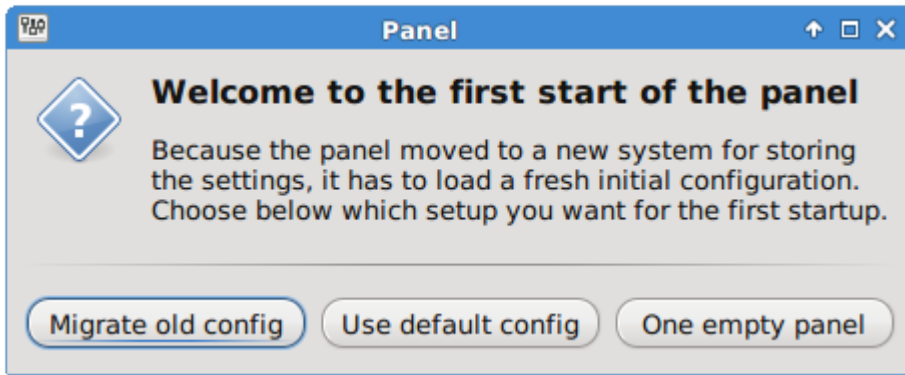 Panel
Welcome to the first start of the panel
Because the panel moved to a new system for storing
the settings, it has to load a fresh initial configuration.
Choose below which setup you want for the first startup.
Migrate old config
Use default config
One empty panel